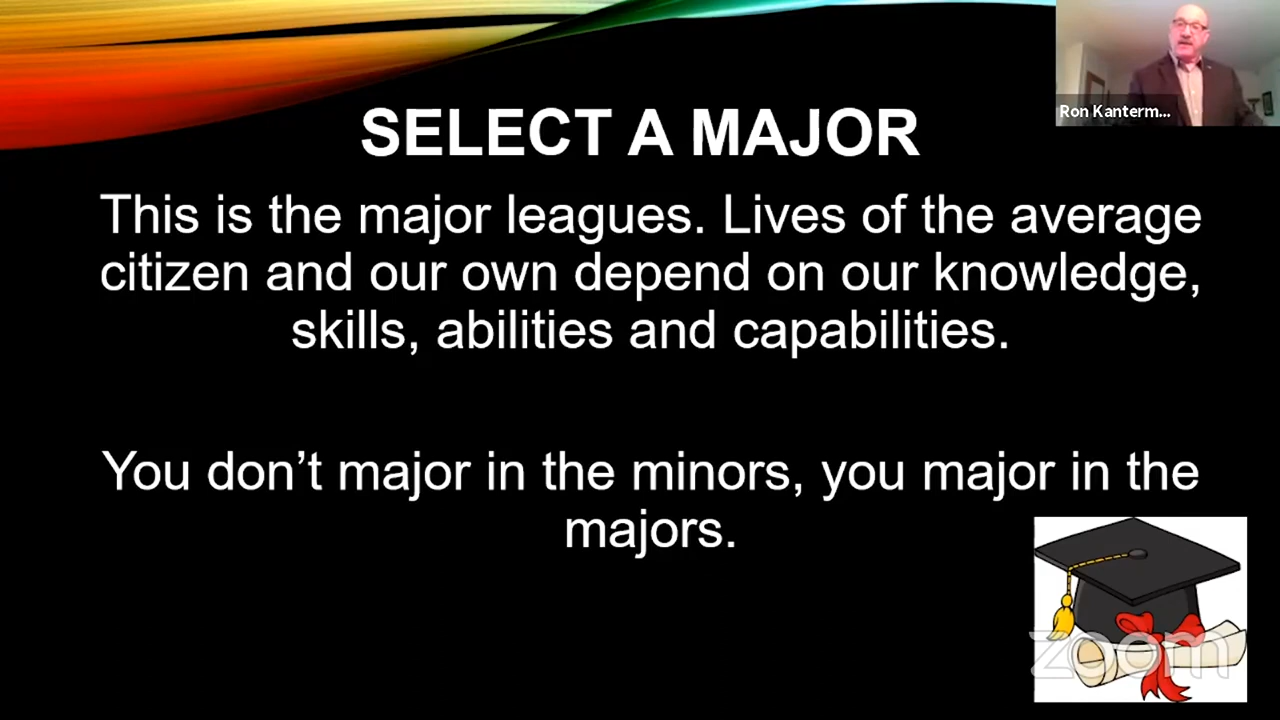 Ron Kanterm...
SELECT A MAJOR
This is the major leagues. Lives of the average
citizen and our own depend on our knowledge,
skills, abilities and capabilities.
You don’t major in the minors, you major in the
majors.
zoom